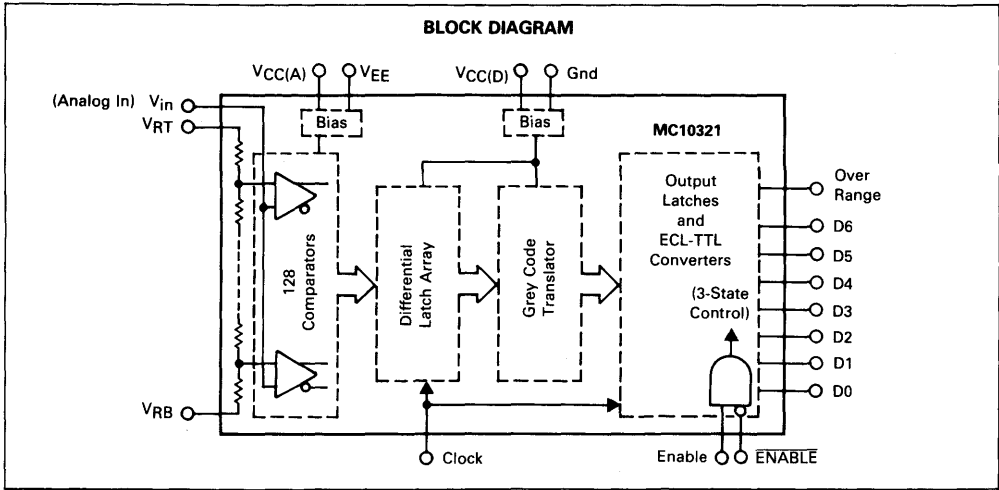 BLOCK DIAGRAM
VCC(A)
VEE
VCC(D)
Gnd
(Analog In) Vin
VRT
Bias
Bias
MC10321
128
Comparators
Differential
Latch Array
Grey Code
Translator
Output
Latches
and
ECL-TTL
Converters
(3-State
Control)
Over
Range
D6
D5
D4
D3
D2
D1
D0
VRB
Clock
Enable
ENABLE